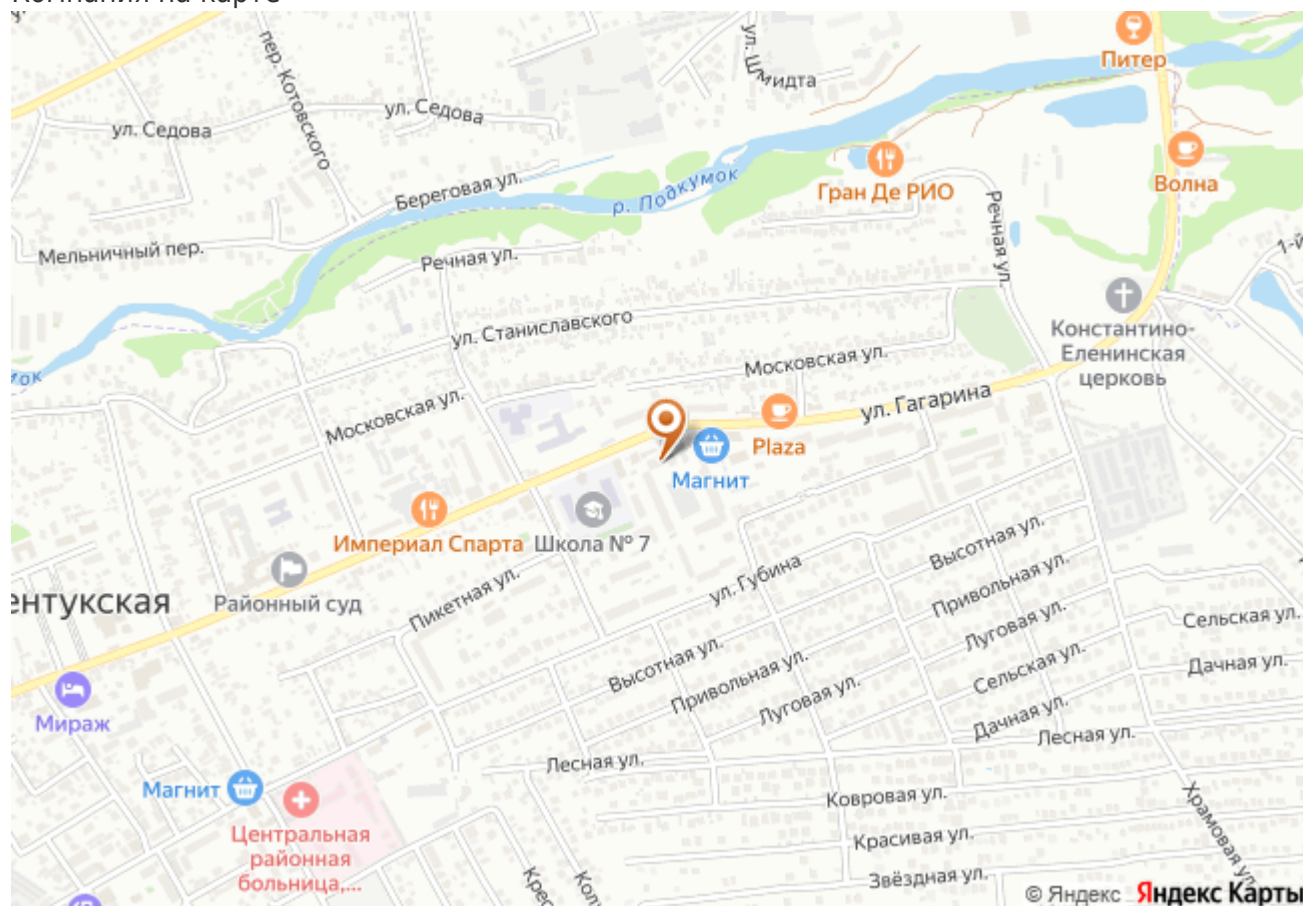 Питер
ул. Шмидта
пер. Котовского
ул. Седова
ул. Седова
Волна
Гран Де РИО
Береговая ул.
р. Подкумок
Речная ул.
Мельничный пер.
Речная ул.
1-й
ул. Станиславского
Константино-
Еленинская
церковь
Московская ул.
мок
Московская ул.
ул. Гагарина
Plaza
Магнит
Империал Спарта
Школа № 7
Высотная ул.
Районный суд
ентукская
Пикетная ул.
ул. Губина
Привольная ул.
Луговая ул.
Сельская ул.
Сельская ул.
Высотная ул.
Привольная ул.
Дачная ул.
Луговая ул.
Дачная ул.
Мираж
Лесная ул.
Лесная ул.
Магнит
Ковровая ул.
Храмовая ул.
Центральная
районная
больница,...
Красивая ул.
Звёздная ул.
Крес
Кол
© Яндекс Яндекс Карты